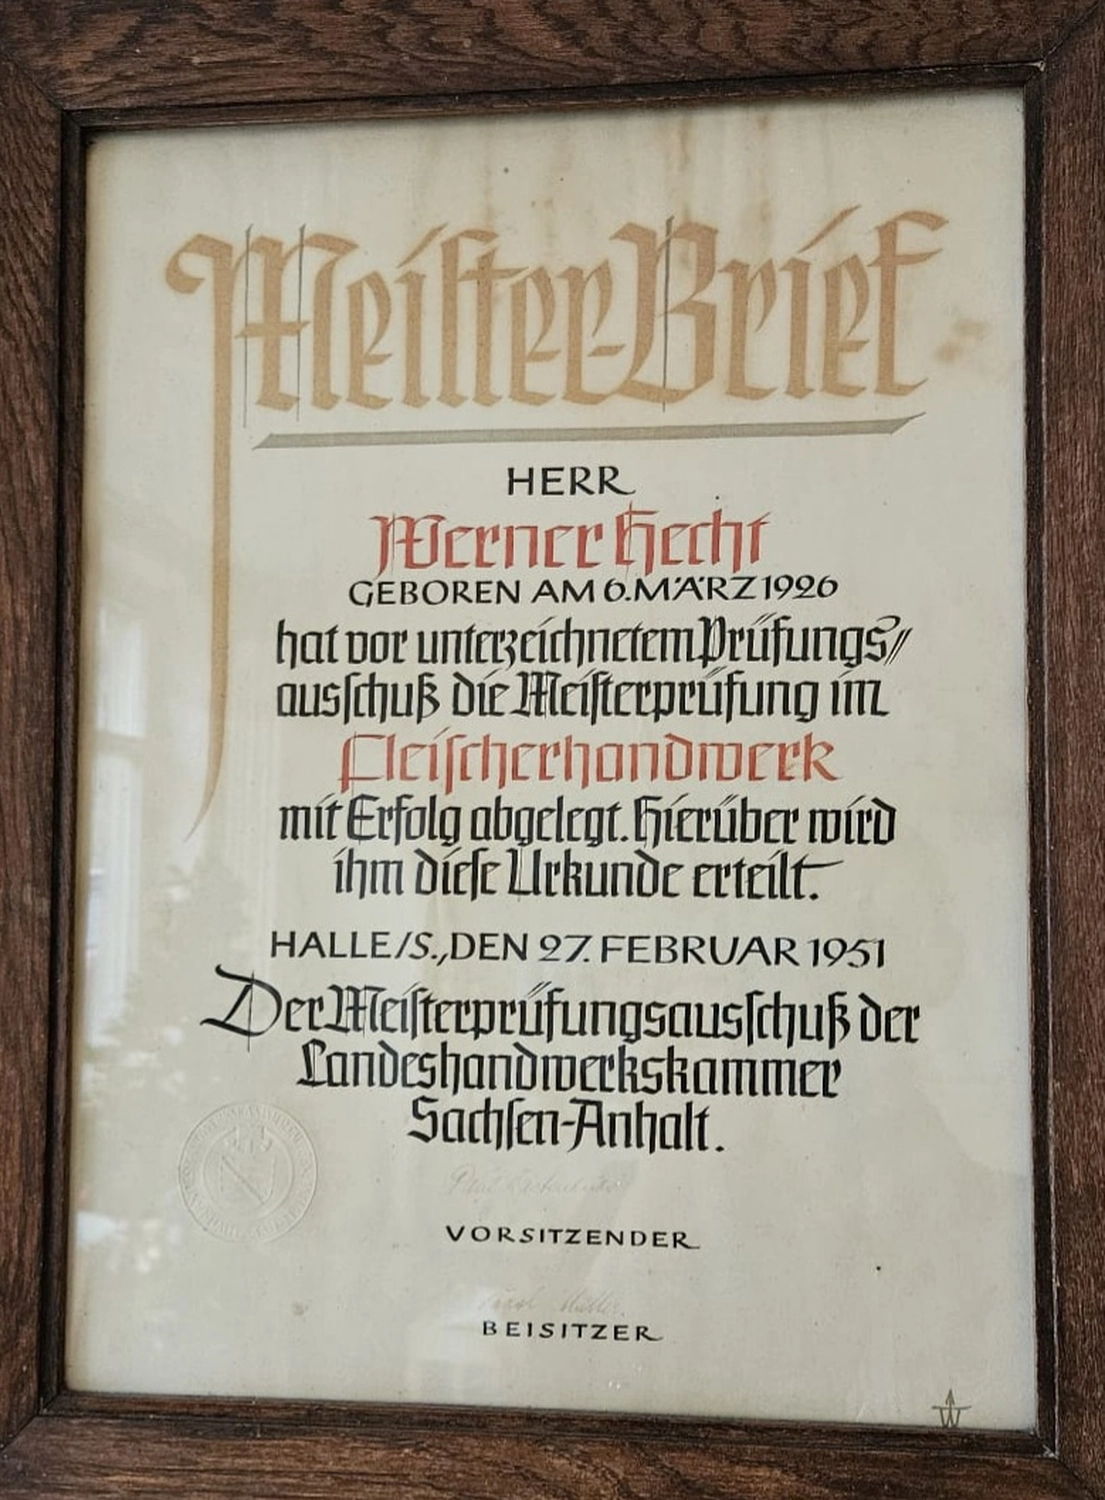 Meiſter-Brief
HERR
Werner Hecht
GEBOREN AM 6. MÄRZ 1926
hat vor unterzeichnetem Prüfungs//
ausſchuß die Meiſterprüfung im
Fleiſcherhandwerk
mit Erfolg abgelegt. Hierüber wird
ihm dieſe Urkunde erteilt.
HALLE/S., DEN 27. FEBRUAR 1951
Der Meiſterprüfungsausſchuß der
Landeshandwerkskammer
Sachſen-Anhalt.
Paul
VORSITZENDER
Müller.
BEISITZER